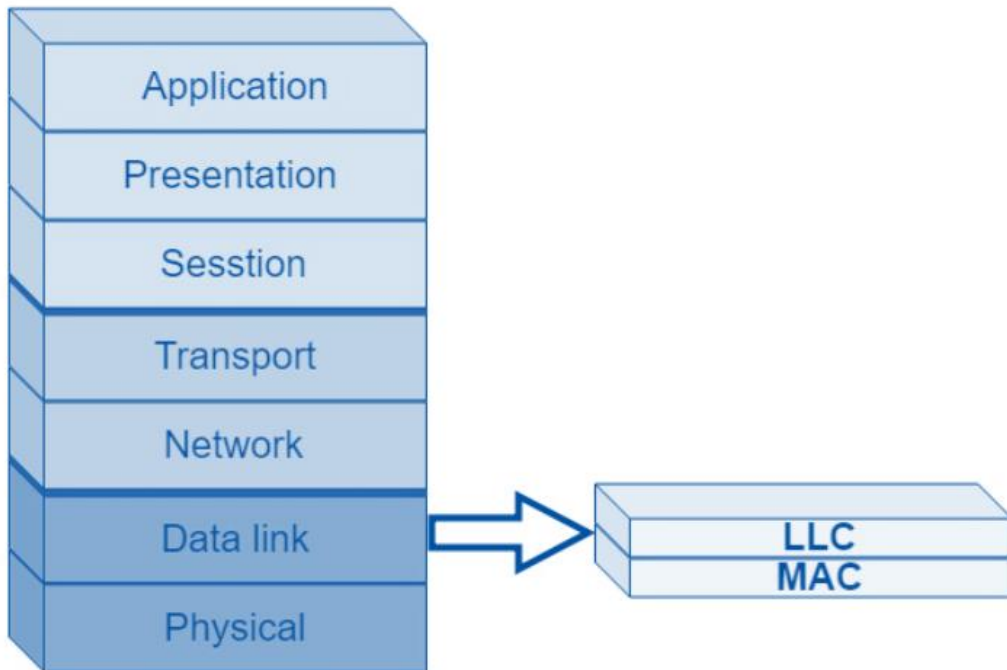 Application
Presentation
Sesstion
Transport
Network
Data link
Physical
LLC
MAC